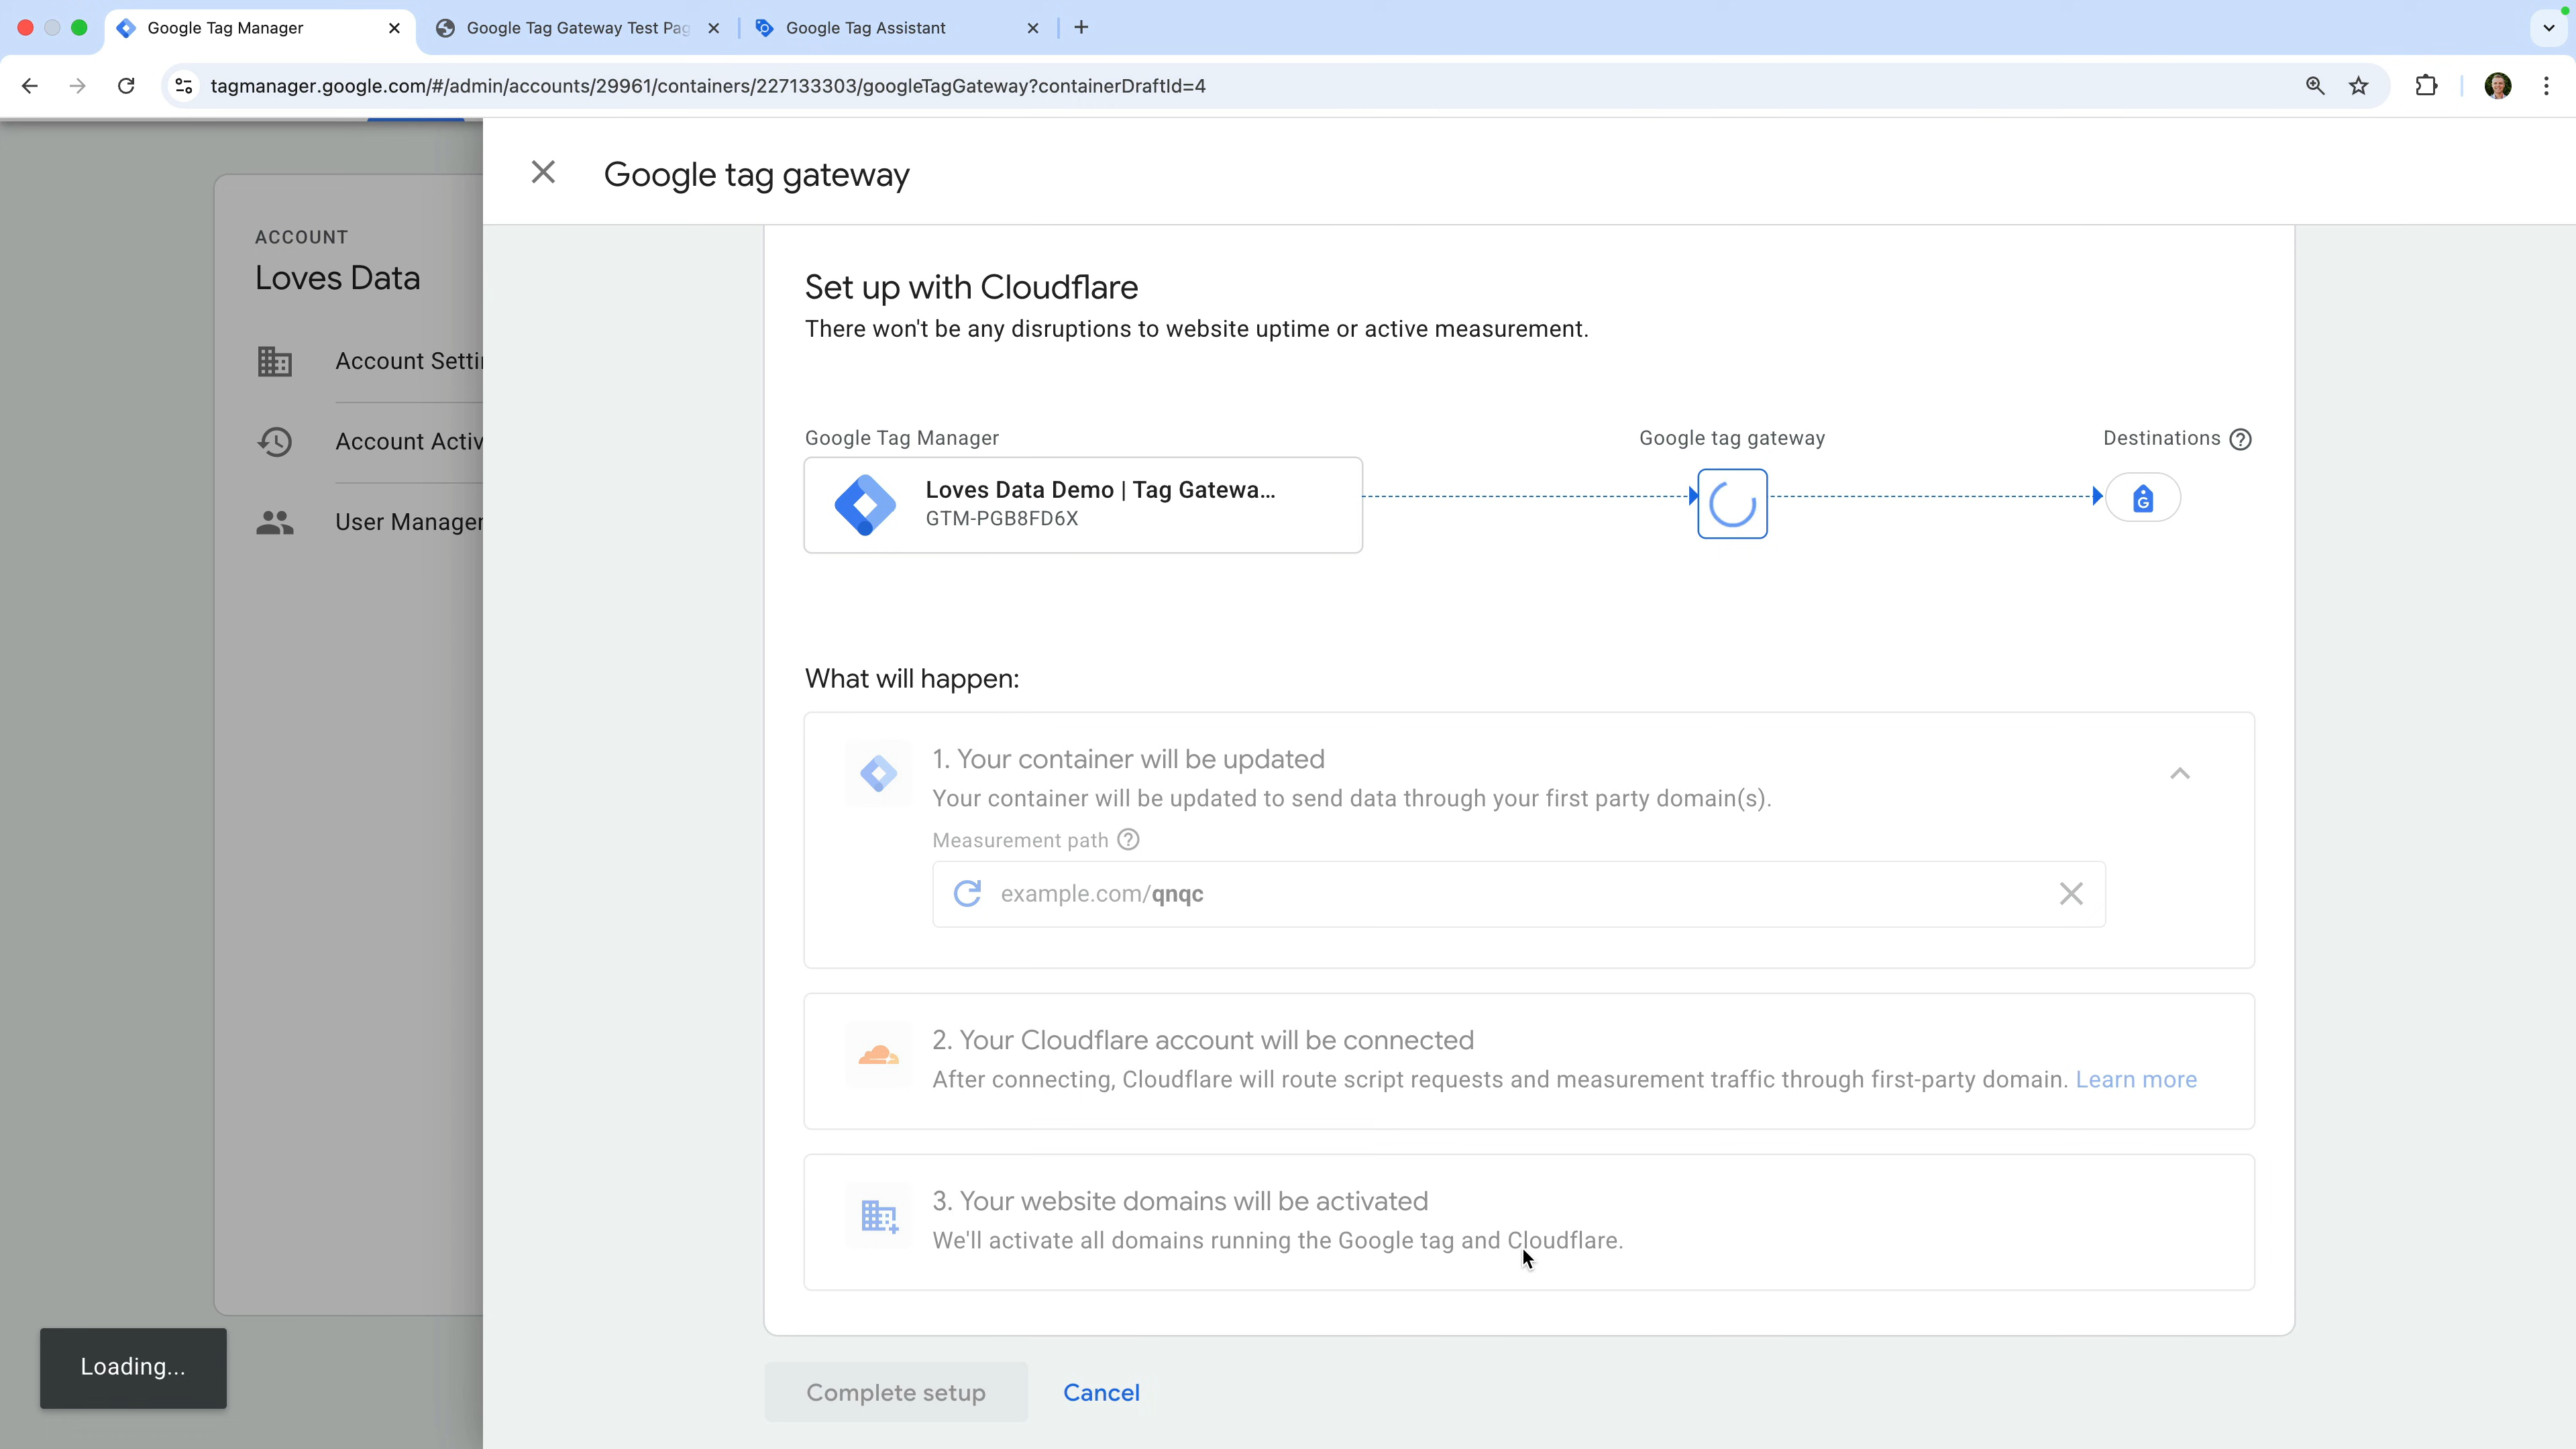 Google Tag Manager
Google Tag Gateway Test Pag
Google Tag Assistant
tagmanager.google.com/#/admin/accounts/29961/containers/227133303/googleTagGateway?containerDraftId=4
Google tag gateway
ACCOUNT
Loves Data
Account Settin
Account Activ
User Manager
Set up with Cloudflare
There won't be any disruptions to website uptime or active measurement.
Google Tag Manager
Google tag gateway
Destinations
Loves Data Demo | Tag Gatewa...
GTM-PGB8FD6X
What will happen:
1. Your container will be updated
Your container will be updated to send data through your first party domain(s).
Measurement path
example.com/qnqc
2. Your Cloudflare account will be connected
After connecting, Cloudflare will route script requests and measurement traffic through first-party domain. Learn more
3. Your website domains will be activated
We'll activate all domains running the Google tag and Cloudflare.
Loading...
Complete setup
Cancel